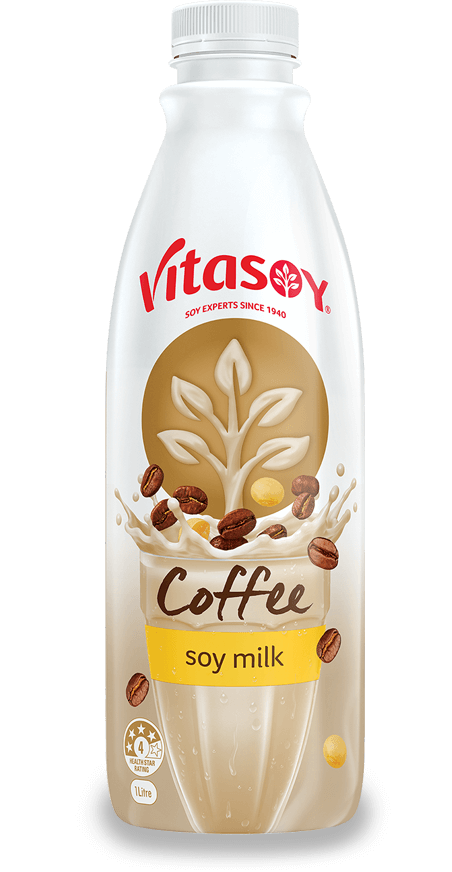 Vitasoy®
SOY EXPERTS SINCE 1940
Coffee
soy milk
4
HEALTH STAR
RATING
1 Litre